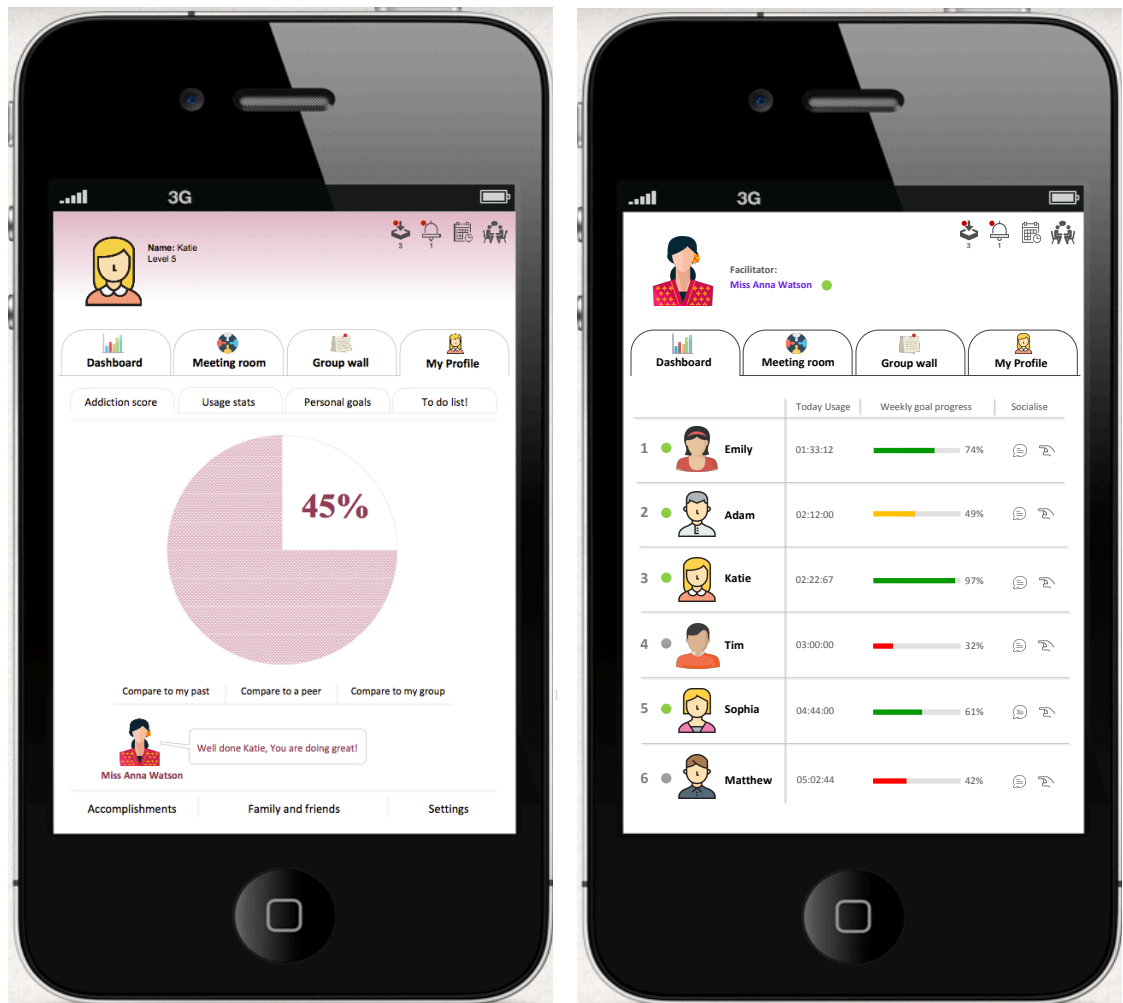 3G
3
1
Name: Katie
Level 5
Dashboard
Meeting room
Group wall
My Profile
Addiction score
Usage stats
Personal goals
To do list!
45%
Compare to my past
Compare to a peer
Compare to my group
Well done Katie, You are doing great!
Miss Anna Watson
Accomplishments
Family and friends
Settings
3G
3
1
Facilitator:
Miss Anna Watson
Dashboard
Meeting room
Group wall
My Profile
Today Usage Weekly goal progress Socialise
1 Emily 01:33:12 74%
2 Adam 02:12:00 49%
3 Katie 02:22:67 97%
4 Tim 03:00:00 32%
5 Sophia 04:44:00 61%
6 Matthew 05:02:44 42%